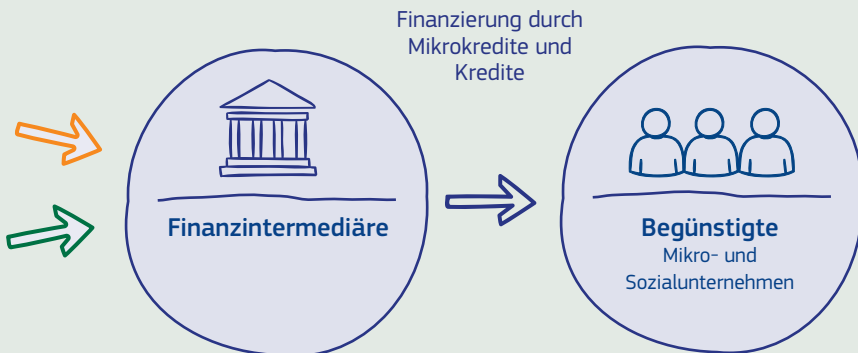 Finanzierung durch
Mikrokredite und
Kredite
Finanzintermediäre
Begünstigte
Mikro- und
Sozialunternehmen